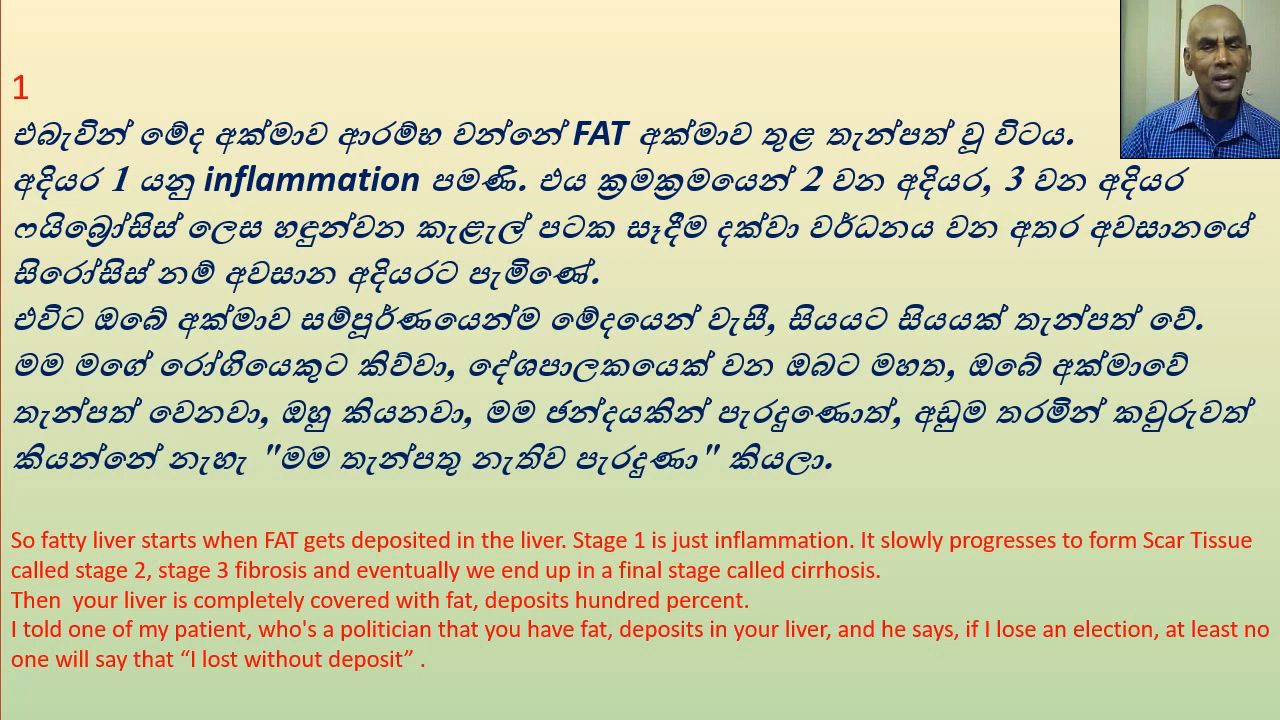 1
එබැවින් මේද අක්මාව ආරම්භ වන්නේ FAT අක්මාව තුළ තැන්පත් වූ විටය.
අදියර 1 යනු inflammation පමණි. එය ක්‍රමක්‍රමයෙන් 2 වන අදියර, 3 වන අදියර
ෆයිබ්‍රෝසිස් ලෙස හඳුන්වන කැළැල් පටක සෑදීම දක්වා වර්ධනය වන අතර අවසානයේ
සිරෝසිස් නම් අවසාන අදියරට පැමිණේ.
එවිට ඔබේ අක්මාව සම්පූර්ණයෙන්ම මේදයෙන් වැසී, සියයට සියයක් තැන්පත් වේ.
මම මගේ රෝගියෙකුට කිව්වා, දේශපාලකයෙක් වන ඔබට මහත, ඔබේ අක්මාවේ
තැන්පත් වෙනවා, ඔහු කියනවා, මම ඡන්දයකින් පැරදුණොත්, අඩුම තරමින් කවුරුවත්
කියන්නේ නැහැ "මම තැන්පතු නැතිව පැරදුණා" කියලා.
So fatty liver starts when FAT gets deposited in the liver. Stage 1 is just inflammation. It slowly progresses to form Scar Tissue
called stage 2, stage 3 fibrosis and eventually we end up in a final stage called cirrhosis.
Then  your liver is completely covered with fat, deposits hundred percent.
I told one of my patient, who's a politician that you have fat, deposits in your liver, and he says, if I lose an election, at least no
one will say that “I lost without deposit” .